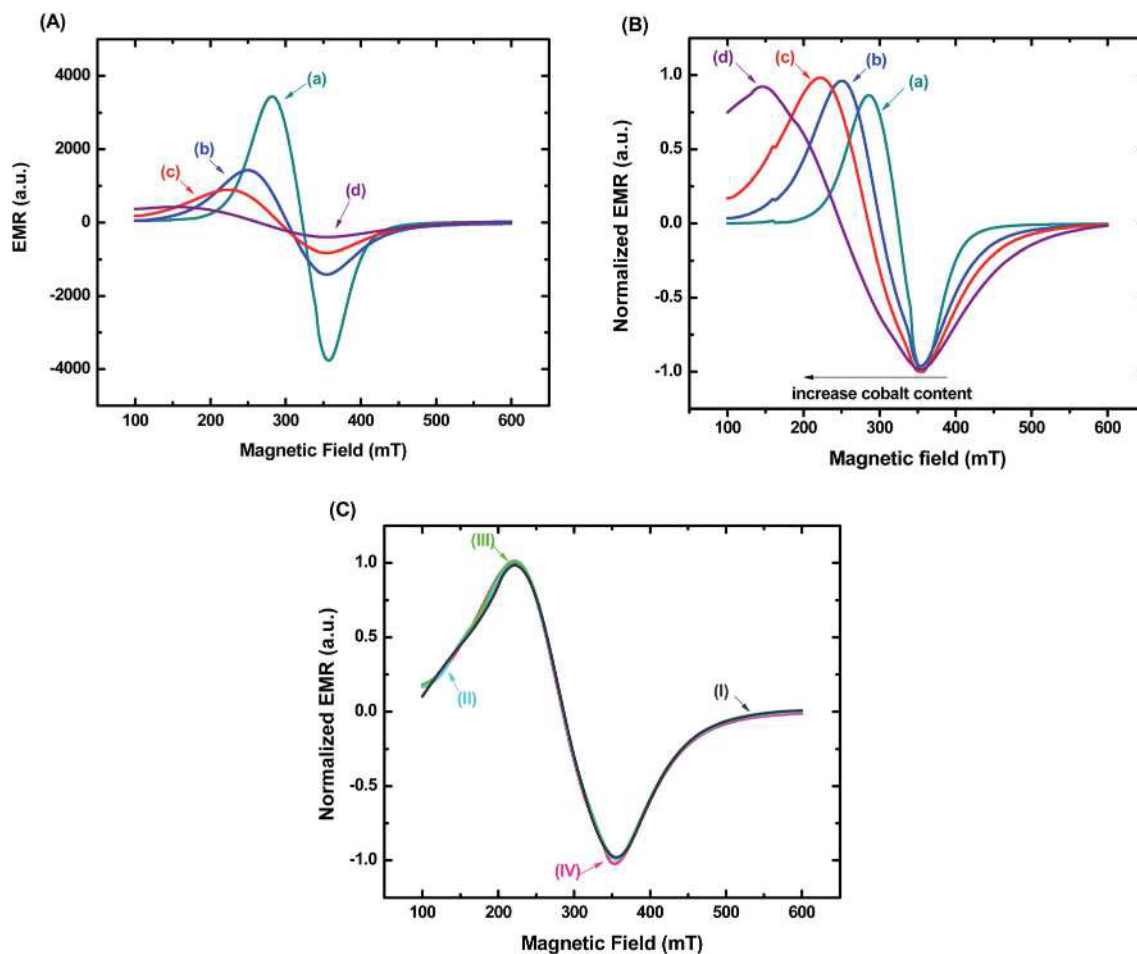 (A)
EMR (a.u.)
4000
2000
0
-2000
-4000
(a)
(b)
(c)
(d)
100 200 300 400 500 600
Magnetic Field (mT)
(B)
Normalized EMR (a.u.)
1.0
0.5
0.0
-0.5
-1.0
(d)
(c)
(b)
(a)
increase cobalt content
100 200 300 400 500 600
Magnetic field (mT)
(C)
Normalized EMR (a.u.)
1.0
0.5
0.0
-0.5
-1.0
(III)
(II)
(I)
(IV)
100 200 300 400 500 600
Magnetic Field (mT)